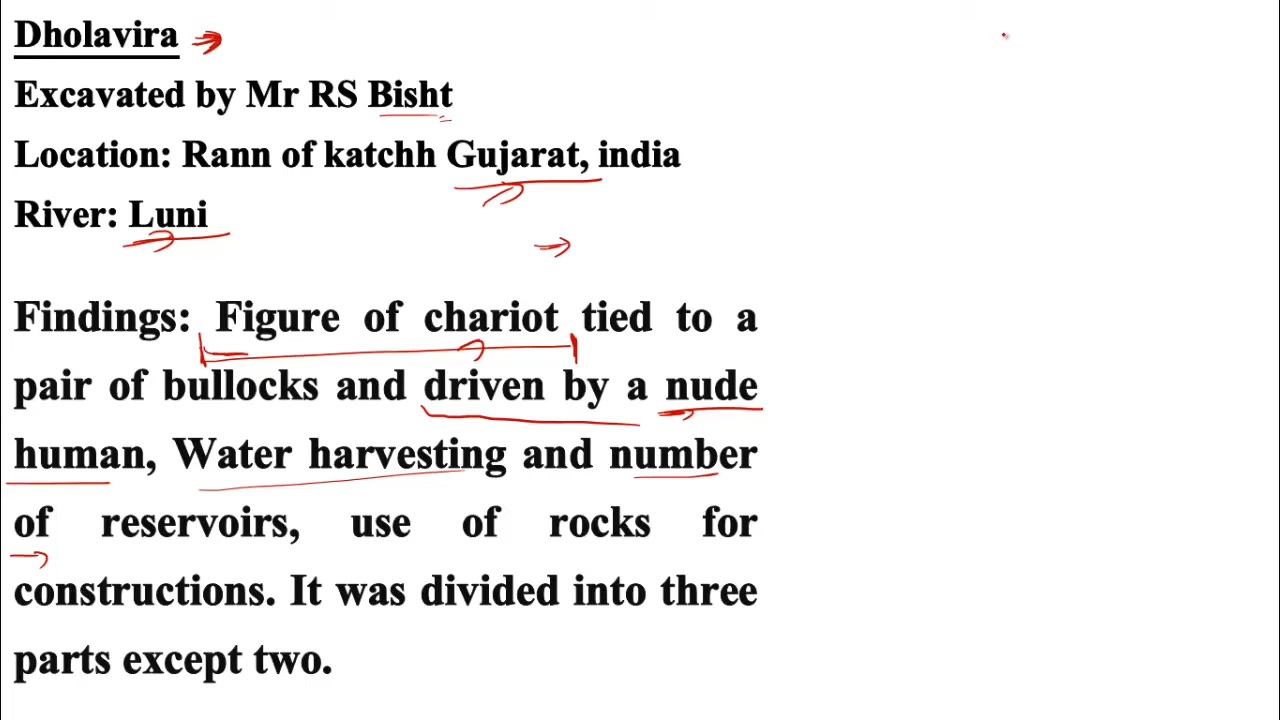 Dholavira
Excavated by Mr RS Bisht
Location: Rann of katchh Gujarat, india
River: Luni
Findings: Figure of chariot tied to a
pair of bullocks and driven by a nude
human, Water harvesting and number
of reservoirs, use of rocks for
constructions. It was divided into three
parts except two.